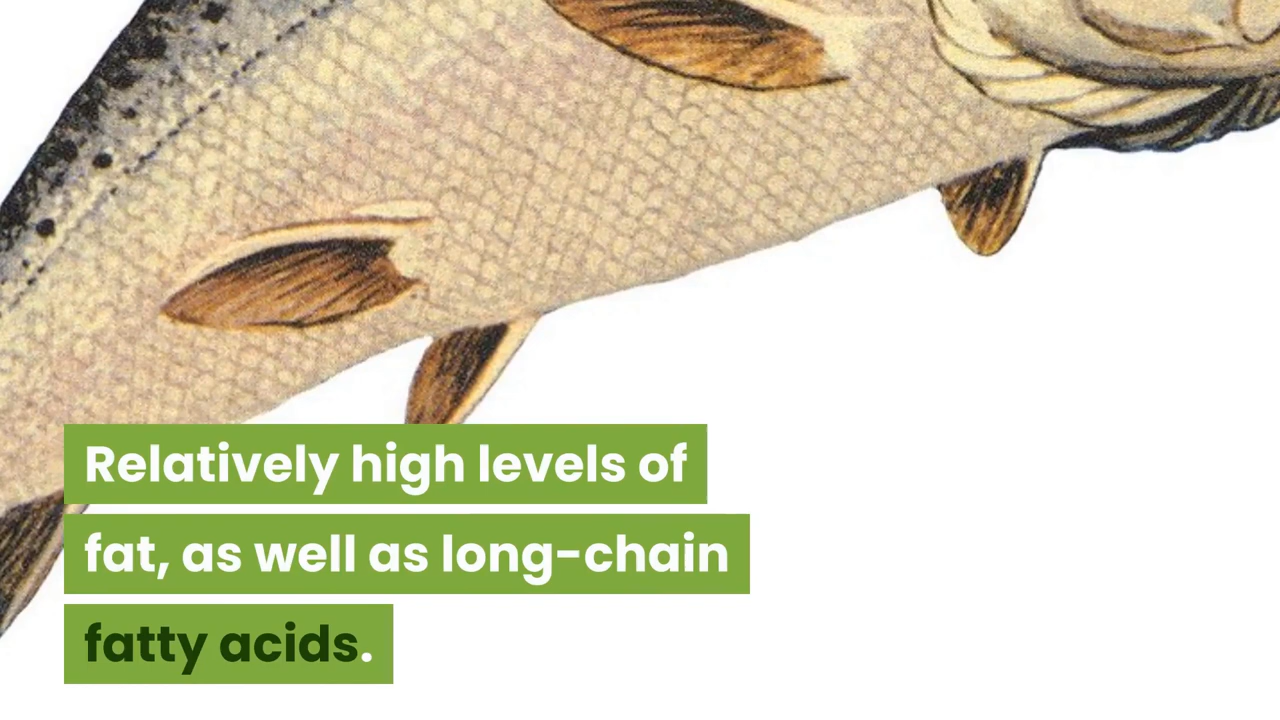 Relatively high levels of
fat, as well as long-chain
fatty acids.